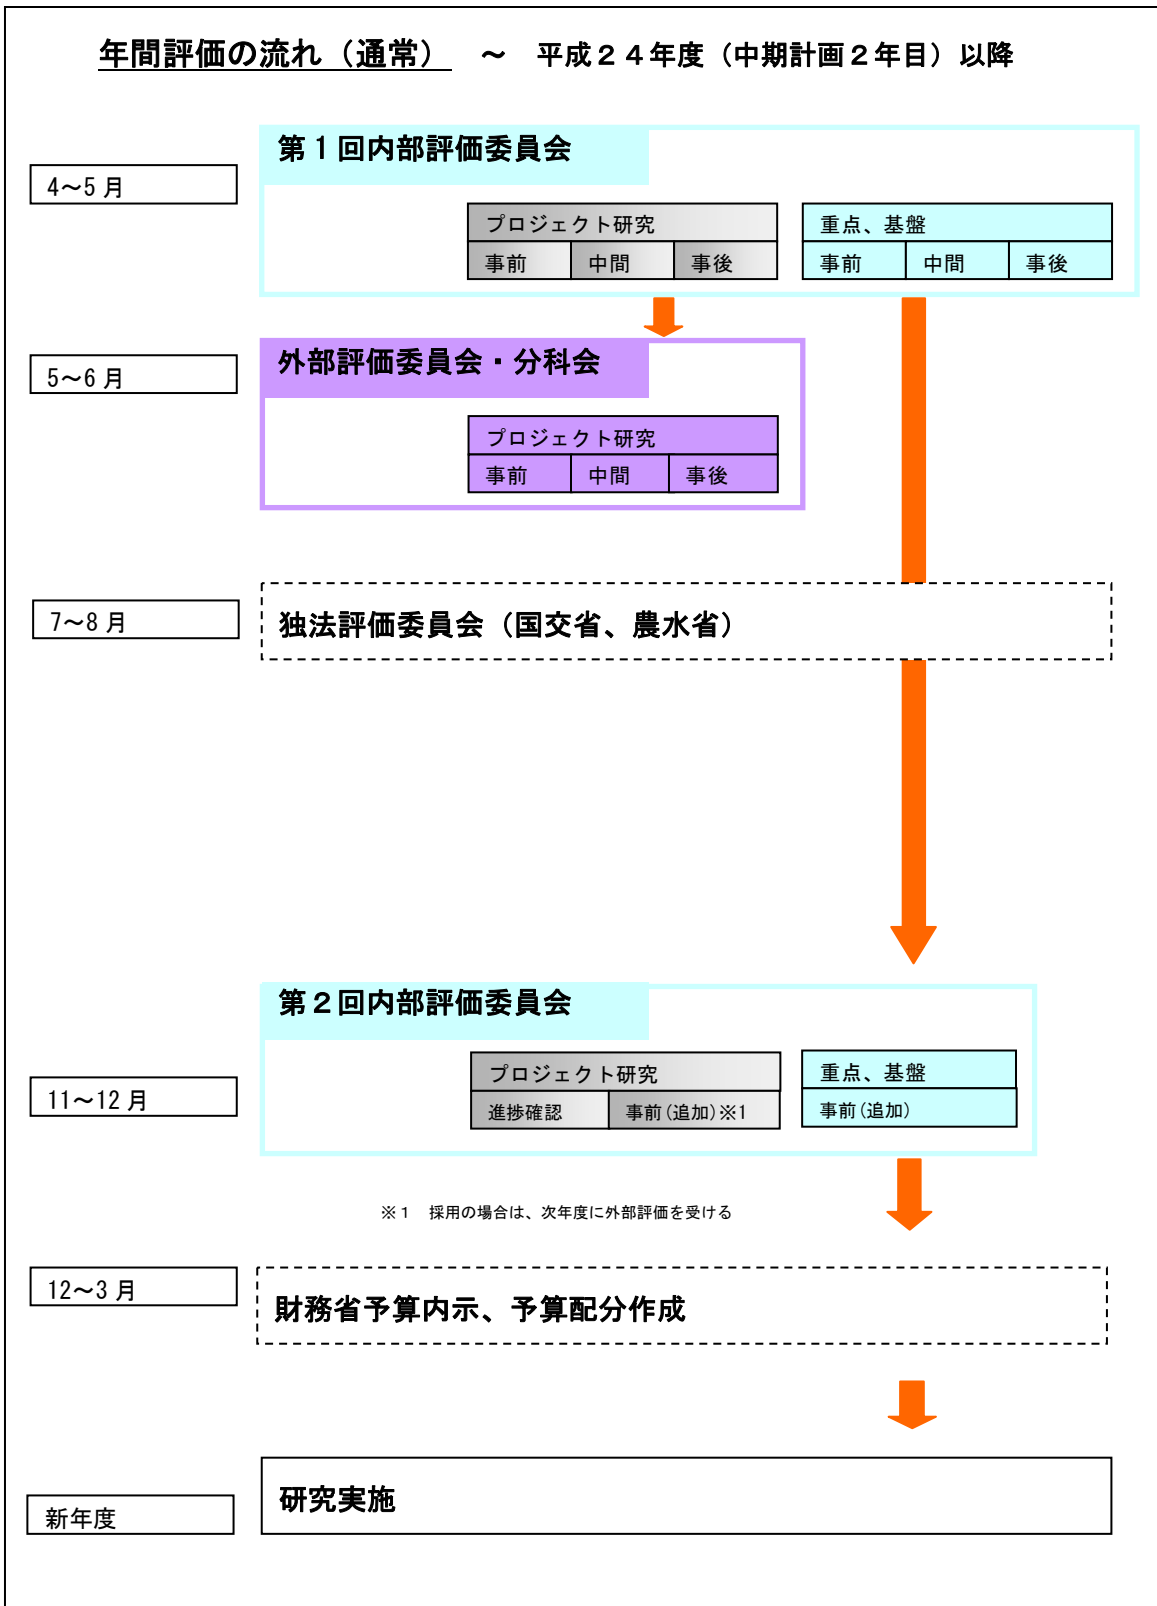 年間評価の流れ（通常）　～　平成２４年度（中期計画２年目）以降
第１回内部評価委員会
4～5 月
プロジェクト研究
事前 中間 事後
重点、基盤
事前 中間 事後
5～6 月
外部評価委員会・分科会
プロジェクト研究
事前 中間 事後
7～8 月
独法評価委員会（国交省、農水省）
第２回内部評価委員会
11～12 月
プロジェクト研究
進捗確認 事前(追加)※1
重点、基盤
事前(追加)
※１　採用の場合は、次年度に外部評価を受ける
12～3 月
財務省予算内示、予算配分作成
新年度
研究実施